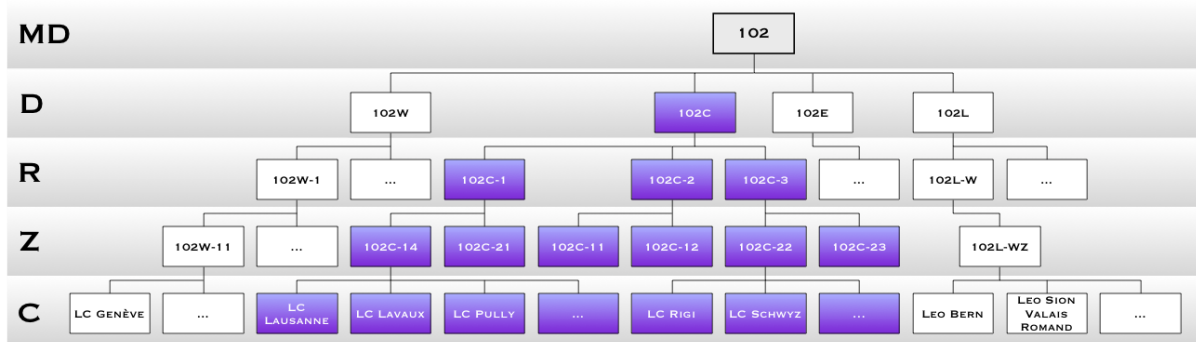 MD
102
D
102W
102C
102E
102L
R
102W-1
...
102C-1
102C-2
102C-3
...
102L-W
...
Z
102W-11
...
102C-14
102C-21
102C-11
102C-12
102C-22
102C-23
102L-WZ
C
LC Genève
...
LC
Lausanne
LC Lavaux
LC Pully
...
LC Rigi
LC Schwyz
...
Leo Bern
Leo Sion
Valais
Romand
...